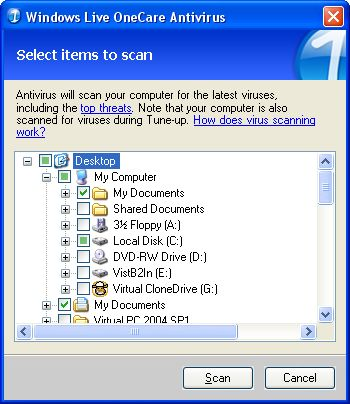 Windows Live OneCare Antivirus
Select items to scan
Antivirus will scan your computer for the latest viruses,
including the top threats. Note that your computer is also
scanned for viruses during Tune-up. How does virus scanning
work?
Desktop
My Computer
My Documents
Shared Documents
3½ Floppy (A:)
Local Disk (C:)
DVD-RW Drive (D:)
VistB2In (E:)
Virtual CloneDrive (G:)
My Documents
Virtual PC 2004 SP1
Scan
Cancel